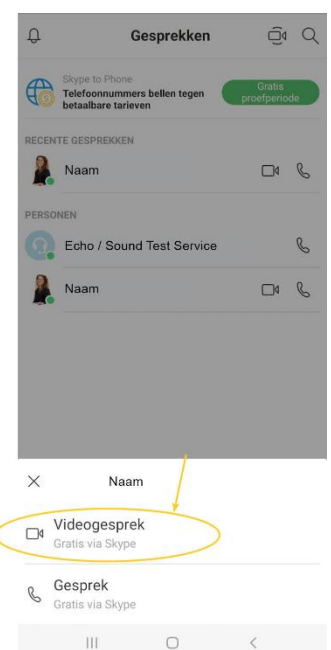 Gesprekken
Skype to Phone
Telefoonnummers bellen tegen
betaalbare tarieven
Gratis
proefperiode
RECENTE GESPREKKEN
Naam
PERSONEN
Echo / Sound Test Service
Naam
Naam
Videogesprek
Gratis via Skype
Gesprek
Gratis via Skype